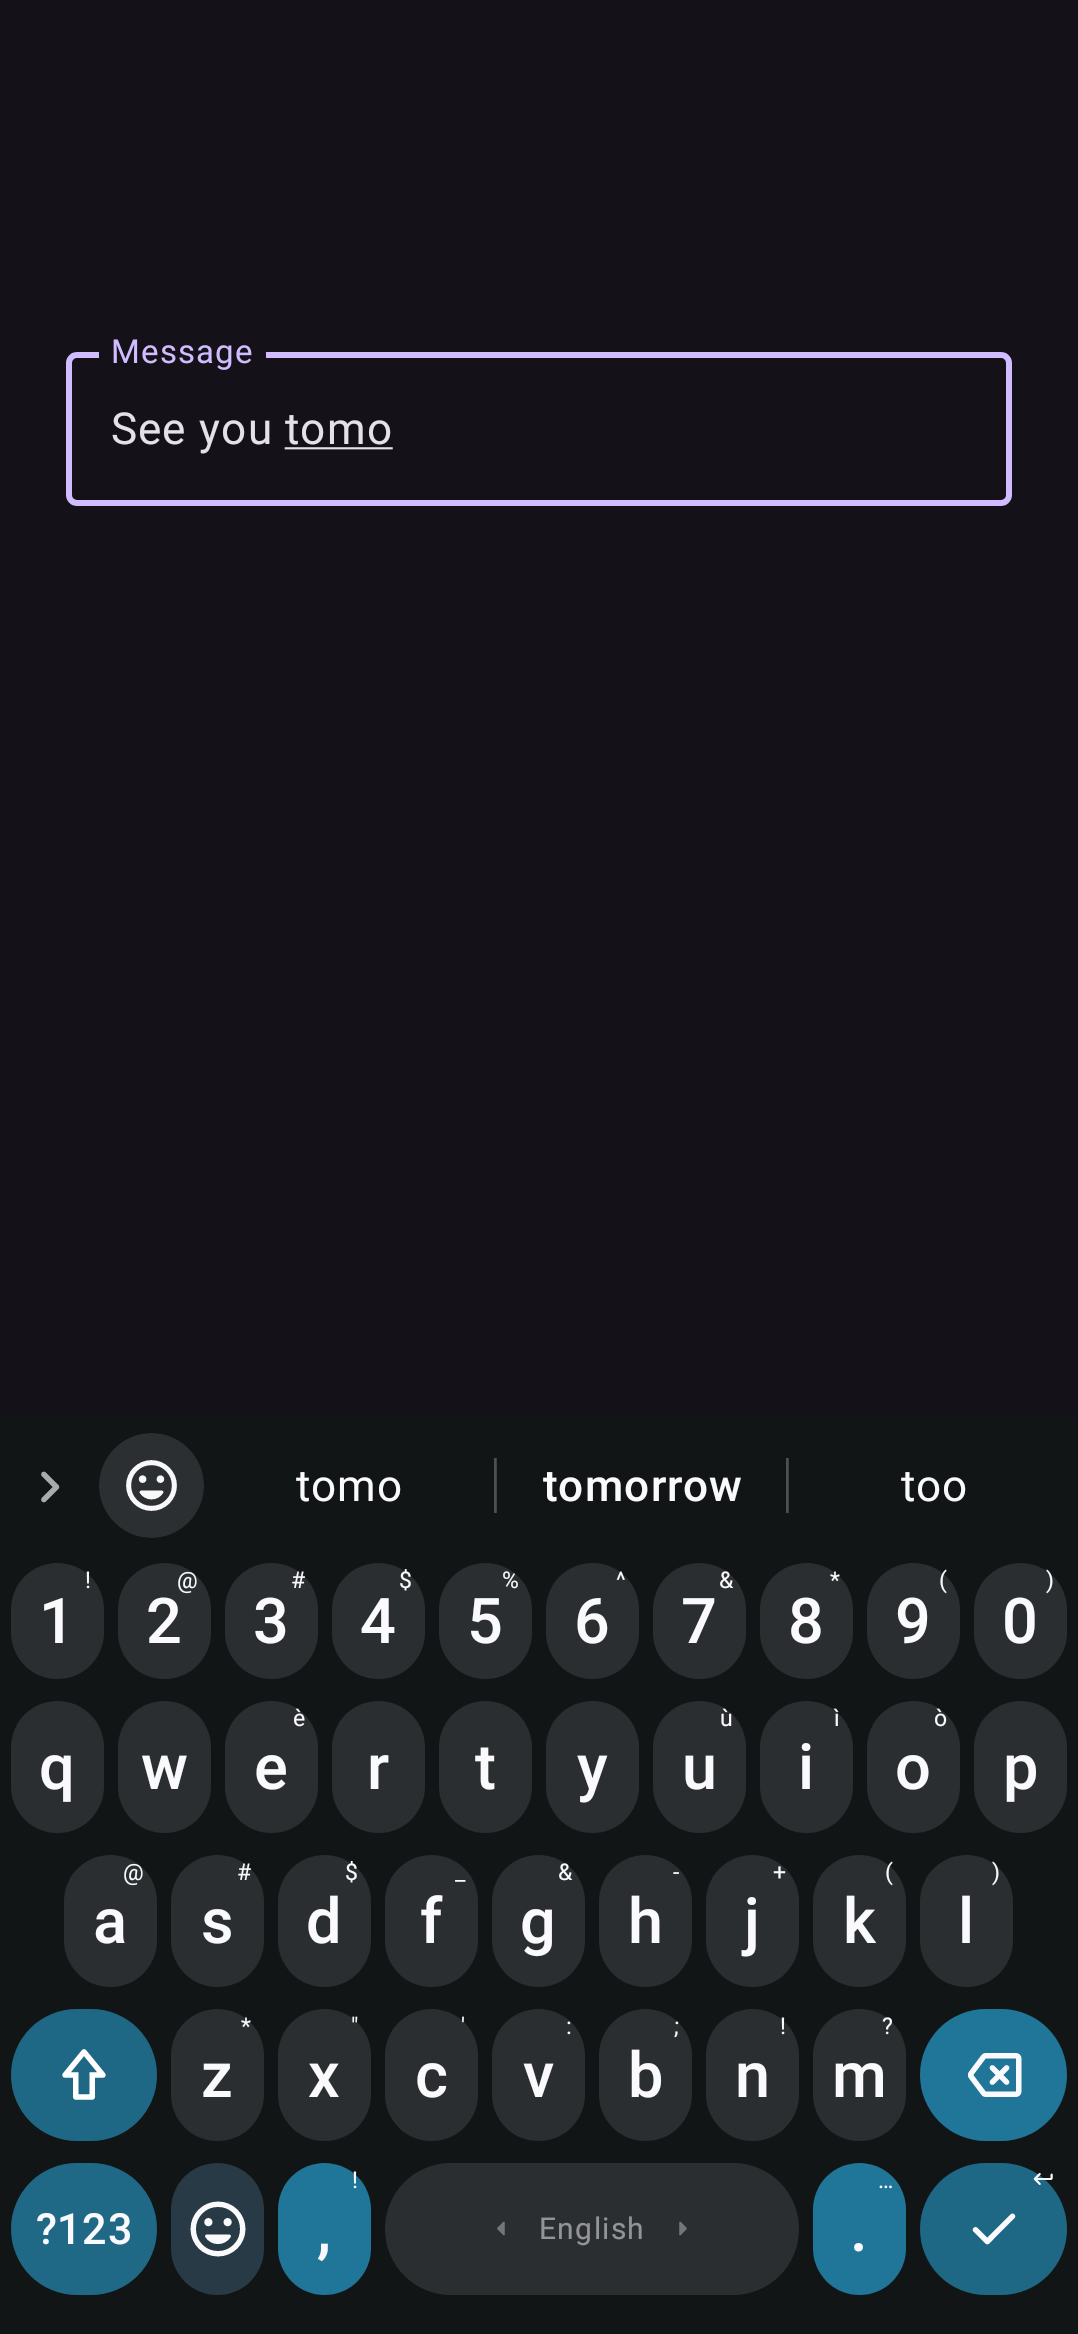 Message
See you tomo
tomo tomorrow too
1 ! 2 @ 3 # 4 $ 5 % 6 ^ 7 & 8 * 9 ( 0 )
q w e è r t y u ù i ì o ò p
a @ s # d $ f _ g & h - j + k ( l )
z * x " c ' v : b ; n ! m ?
?123 , ! English . …